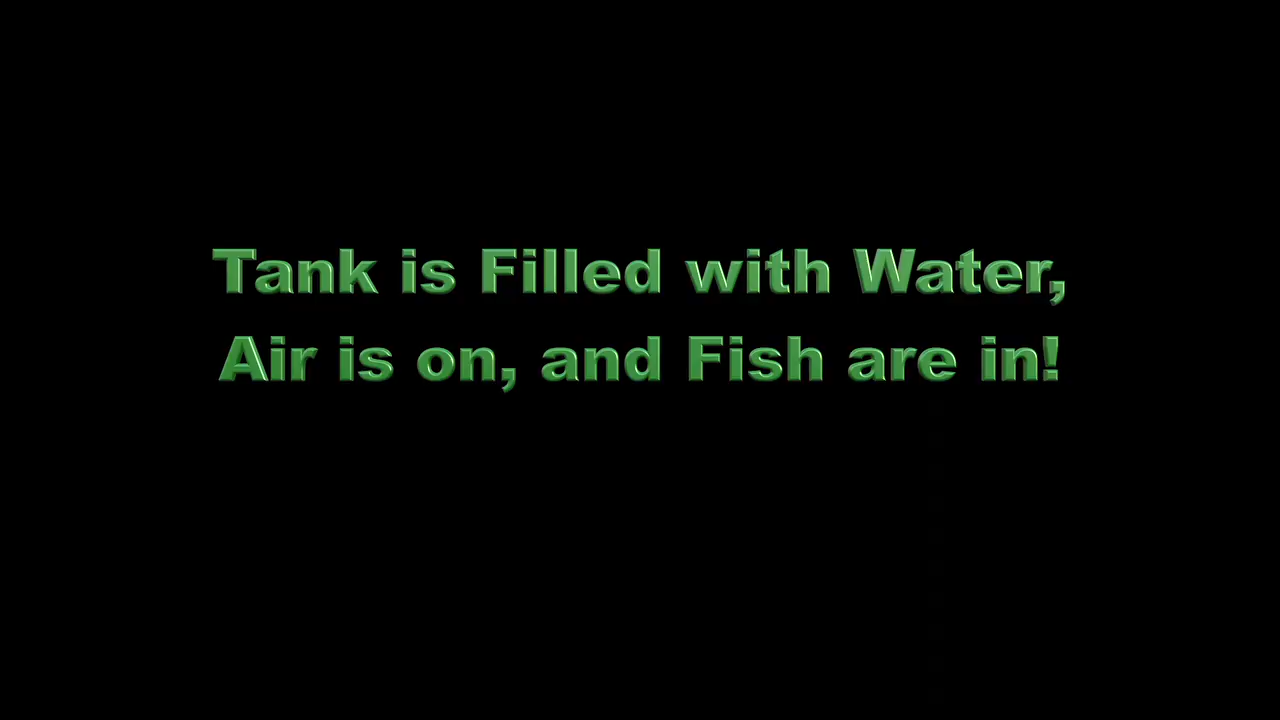 Tank is Filled with Water,
Air is on, and Fish are in!